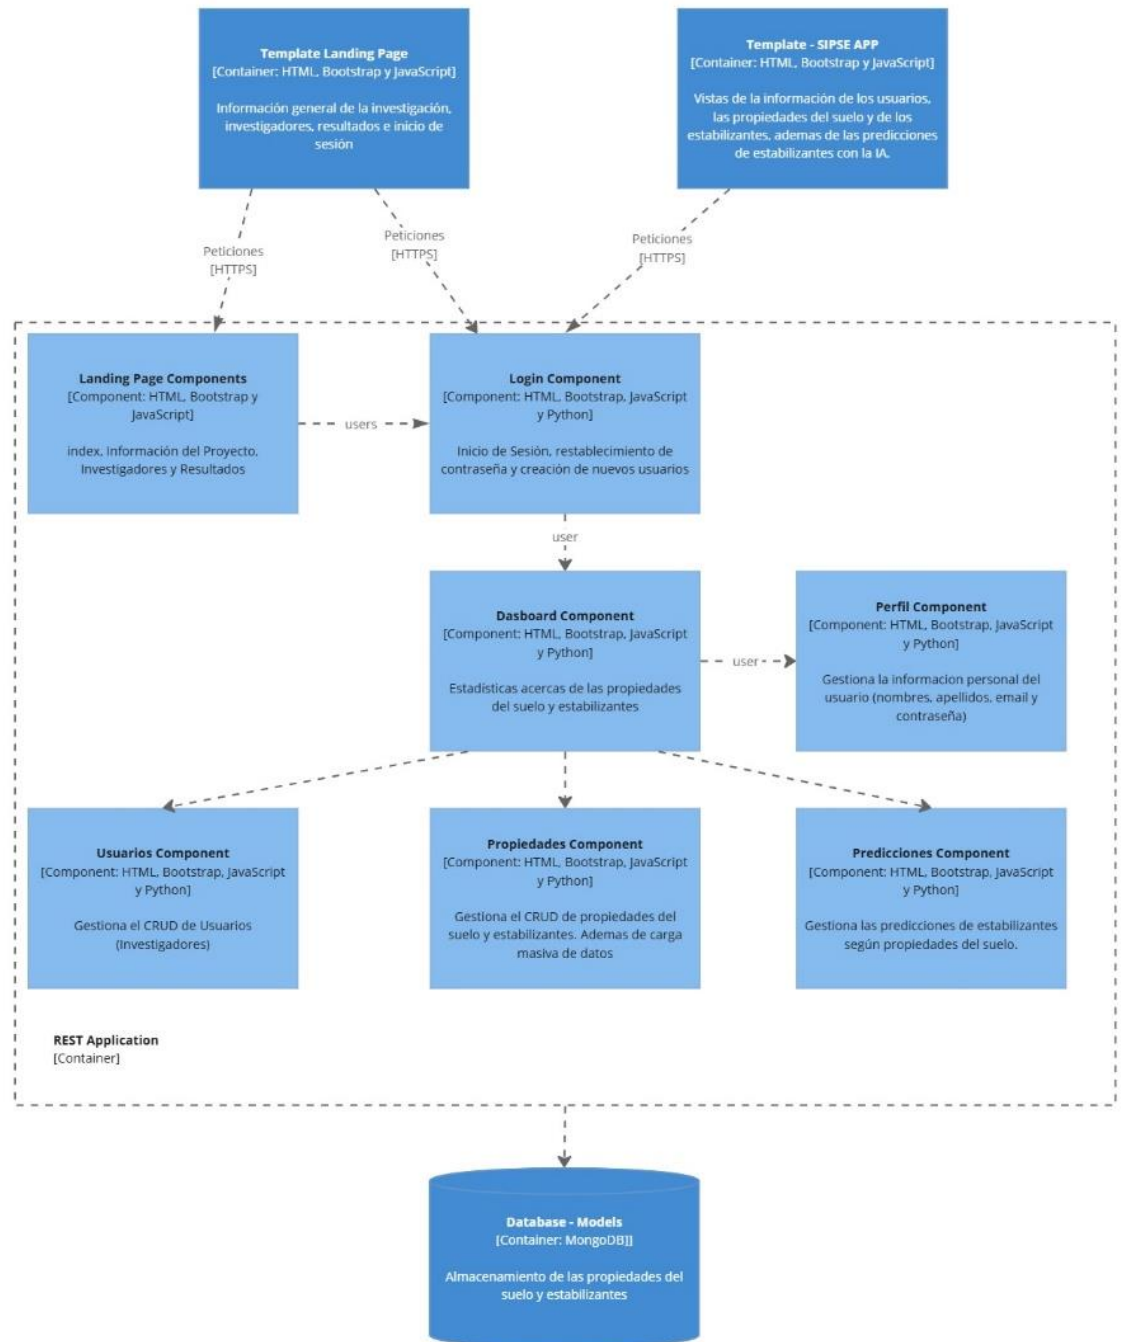 Template Landing Page
[Container: HTML, Bootstrap y JavaScript]
Información general de la investigación,
investigadores, resultados e inicio de
sesión
Template - SIPSE APP
[Container: HTML, Bootstrap y JavaScript]
Vistas de la información de los usuarios,
las propiedades del suelo y de los
estabilizantes, ademas de las predicciones
de estabilizantes con la IA.
Peticiones
[HTTPS]
Peticiones
[HTTPS]
Peticiones
[HTTPS]
Landing Page Components
[Component: HTML, Bootstrap y
JavaScript]
index, Información del Proyecto,
Investigadores y Resultados
users
Login Component
[Component: HTML, Bootstrap, JavaScript
y Python]
Inicio de Sesión, restablecimiento de
contraseña y creación de nuevos usuarios
user
Dasboard Component
[Component: HTML, Bootstrap, JavaScript
y Python]
Estadísticas acercas de las propiedades
del suelo y estabilizantes
user
Perfil Component
[Component: HTML, Bootstrap, JavaScript
y Python]
Gestiona la informacion personal del
usuario (nombres, apellidos, email y
contraseña)
Usuarios Component
[Component: HTML, Bootstrap, JavaScript
y Python]
Gestiona el CRUD de Usuarios
(Investigadores)
Propiedades Component
[Component: HTML, Bootstrap, JavaScript
y Python]
Gestiona el CRUD de propiedades del
suelo y estabilizantes. Ademas de carga
masiva de datos
Predicciones Component
[Component: HTML, Bootstrap, JavaScript
y Python]
Gestiona las predicciones de estabilizantes
según propiedades del suelo.
REST Application
[Container]
Database - Models
[Container: MongoDB]]
Almacenamiento de las propiedades del
suelo y estabilizantes